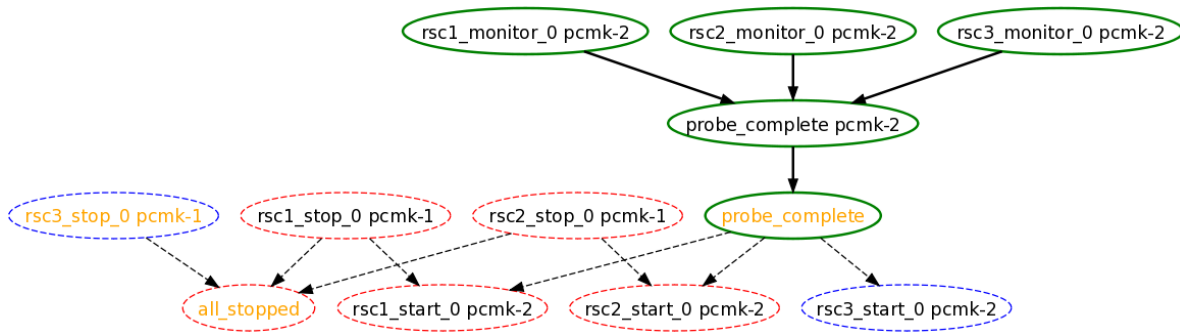 rsc1_monitor_0 pcmk-2
rsc2_monitor_0 pcmk-2
rsc3_monitor_0 pcmk-2
probe_complete pcmk-2
rsc3_stop_0 pcmk-1
rsc1_stop_0 pcmk-1
rsc2_stop_0 pcmk-1
probe_complete
all_stopped
rsc1_start_0 pcmk-2
rsc2_start_0 pcmk-2
rsc3_start_0 pcmk-2